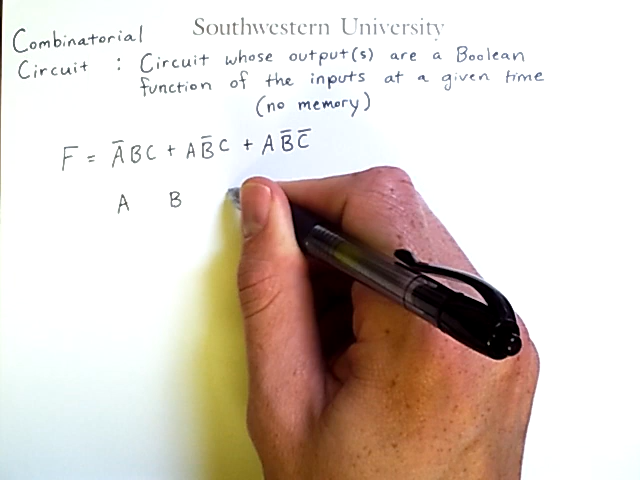 Southwestern University
Combinatorial
Circuit : Circuit whose output(s) are a Boolean
function of the inputs at a given time
(no memory)
F = A̅BC + AB̅C + AB̅C̅
A B